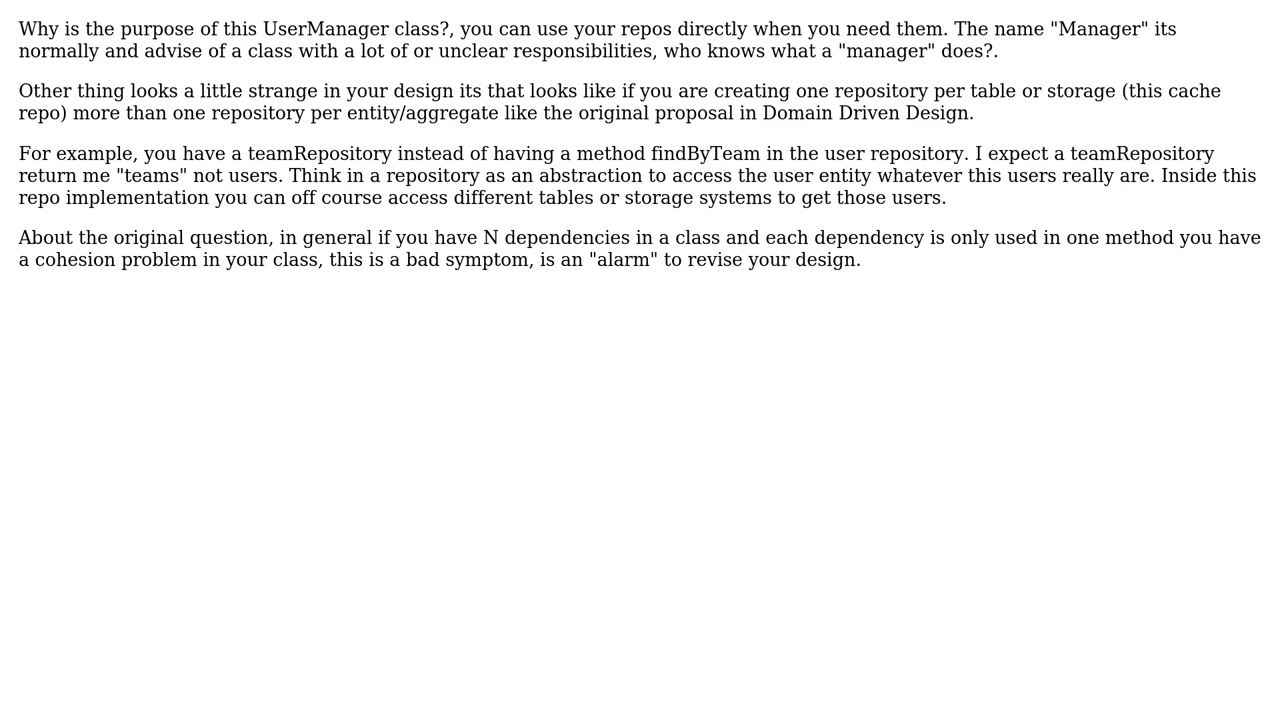 Why is the purpose of this UserManager class?, you can use your repos directly when you need them. The name "Manager" its
normally and advise of a class with a lot of or unclear responsibilities, who knows what a "manager" does?.
Other thing looks a little strange in your design its that looks like if you are creating one repository per table or storage (this cache
repo) more than one repository per entity/aggregate like the original proposal in Domain Driven Design.
For example, you have a teamRepository instead of having a method findByTeam in the user repository. I expect a teamRepository
return me "teams" not users. Think in a repository as an abstraction to access the user entity whatever this users really are. Inside this
repo implementation you can off course access different tables or storage systems to get those users.
About the original question, in general if you have N dependencies in a class and each dependency is only used in one method you have
a cohesion problem in your class, this is a bad symptom, is an "alarm" to revise your design.